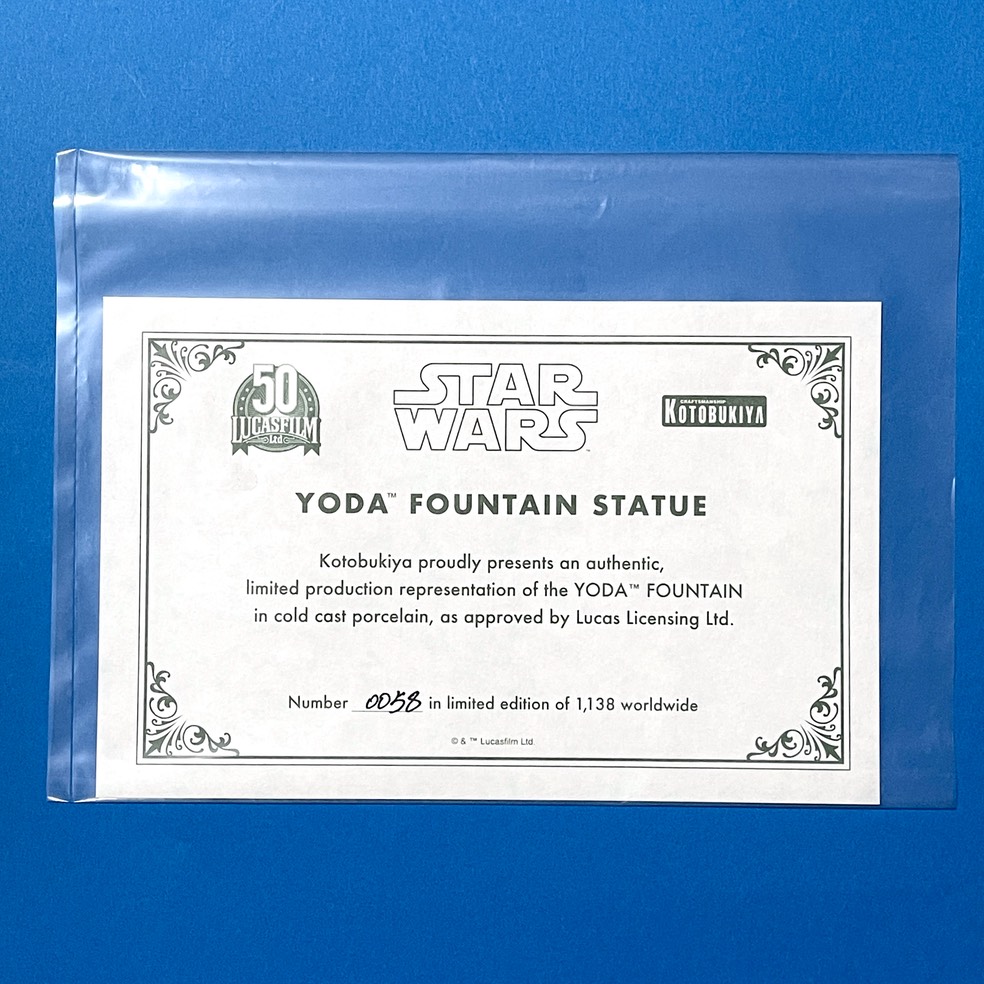 50
LUCASFILM
Ltd
STAR
WARS
CRAFTSMANSHIP
KOTOBUKIYA
YODA™ FOUNTAIN STATUE
Kotobukiya proudly presents an authentic,
limited production representation of the YODA™ FOUNTAIN
in cold cast porcelain, as approved by Lucas Licensing Ltd.
Number 0058 in limited edition of 1,138 worldwide
© & ™ Lucasfilm Ltd.